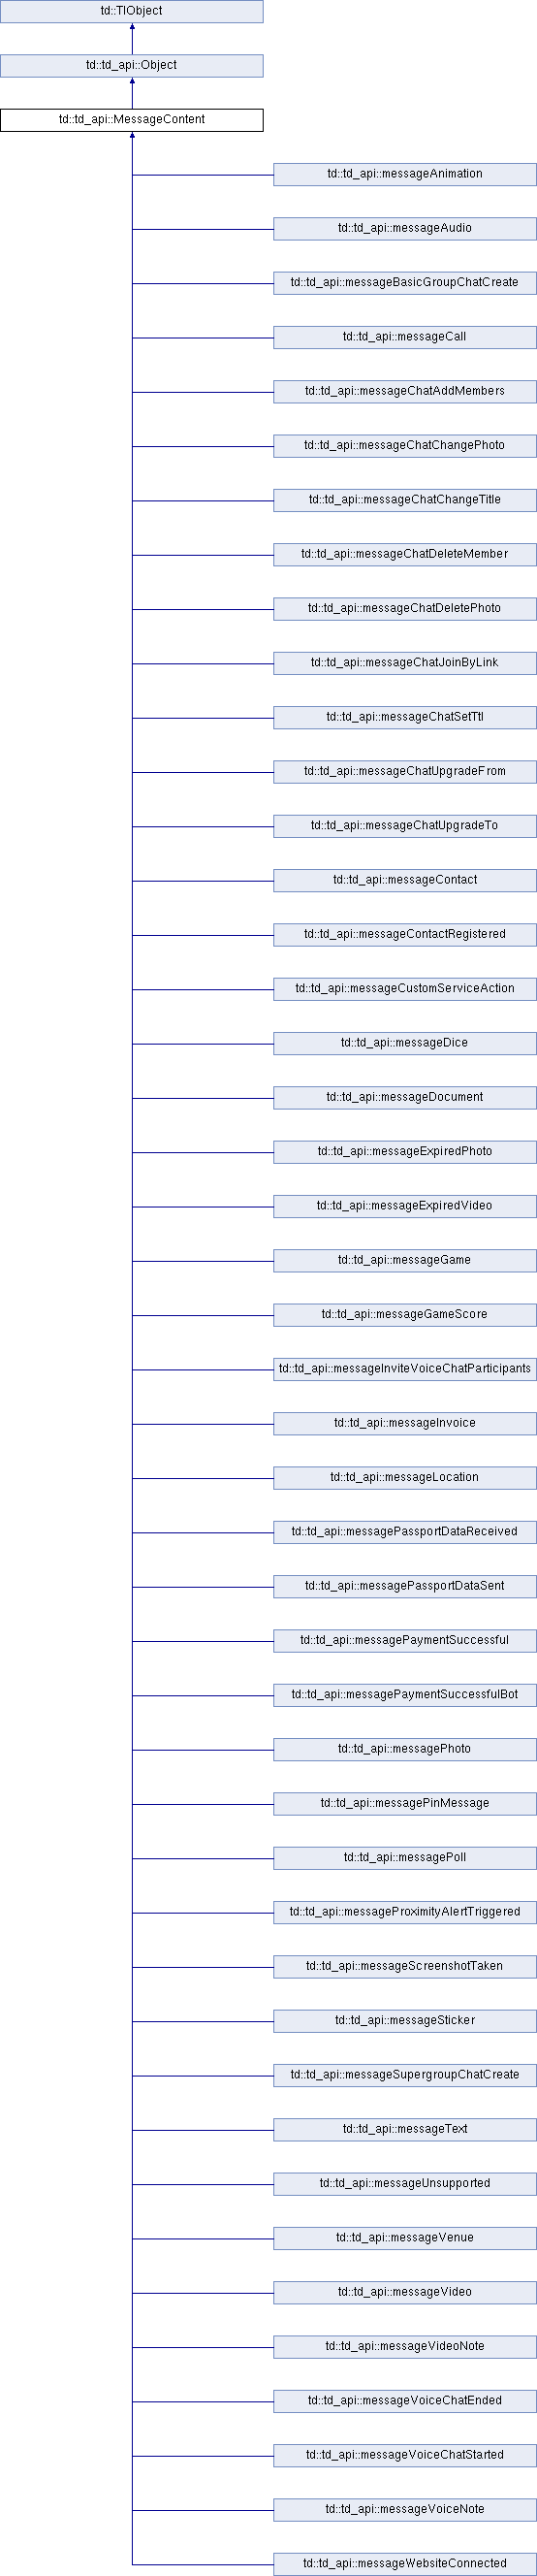 td::TlObject
td::td_api::Object
td::td_api::MessageContent
td::td_api::messageAnimation
td::td_api::messageAudio
td::td_api::messageBasicGroupChatCreate
td::td_api::messageCall
td::td_api::messageChatAddMembers
td::td_api::messageChatChangePhoto
td::td_api::messageChatChangeTitle
td::td_api::messageChatDeleteMember
td::td_api::messageChatDeletePhoto
td::td_api::messageChatJoinByLink
td::td_api::messageChatSetTtl
td::td_api::messageChatUpgradeFrom
td::td_api::messageChatUpgradeTo
td::td_api::messageContact
td::td_api::messageContactRegistered
td::td_api::messageCustomServiceAction
td::td_api::messageDice
td::td_api::messageDocument
td::td_api::messageExpiredPhoto
td::td_api::messageExpiredVideo
td::td_api::messageGame
td::td_api::messageGameScore
td::td_api::messageInviteVoiceChatParticipants
td::td_api::messageInvoice
td::td_api::messageLocation
td::td_api::messagePassportDataReceived
td::td_api::messagePassportDataSent
td::td_api::messagePaymentSuccessful
td::td_api::messagePaymentSuccessfulBot
td::td_api::messagePhoto
td::td_api::messagePinMessage
td::td_api::messagePoll
td::td_api::messageProximityAlertTriggered
td::td_api::messageScreenshotTaken
td::td_api::messageSticker
td::td_api::messageSupergroupChatCreate
td::td_api::messageText
td::td_api::messageUnsupported
td::td_api::messageVenue
td::td_api::messageVideo
td::td_api::messageVideoNote
td::td_api::messageVoiceChatEnded
td::td_api::messageVoiceChatStarted
td::td_api::messageVoiceNote
td::td_api::messageWebsiteConnected